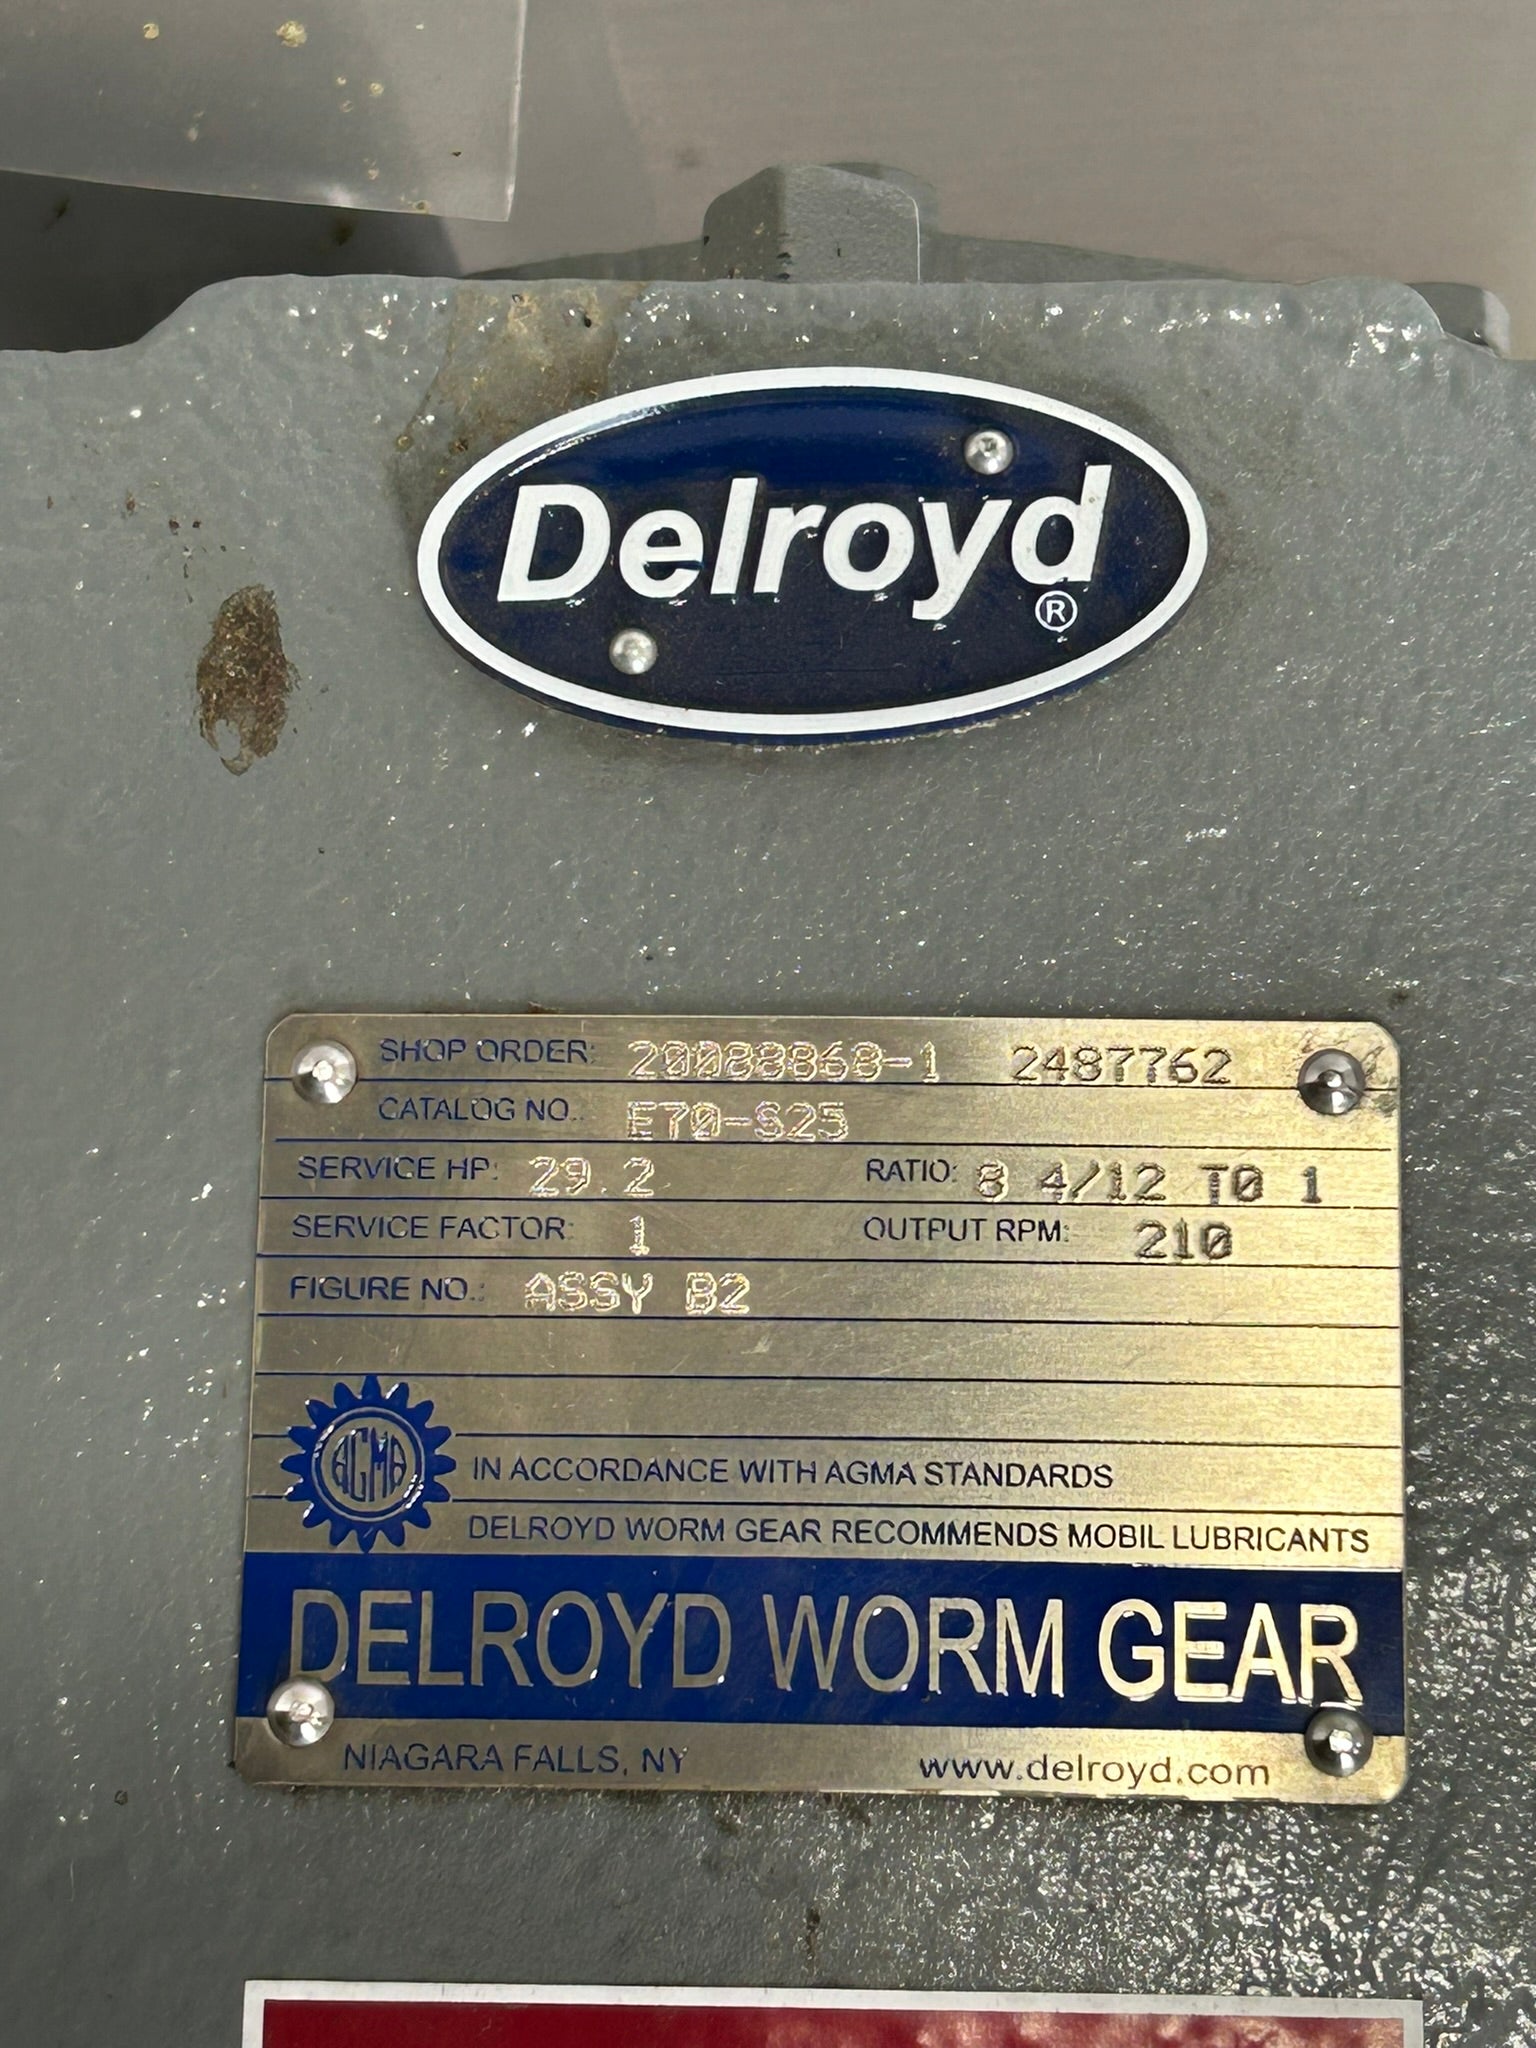 Delroyd
®
SHOP ORDER: 20088868-1 2487762
CATALOG NO.: E70-S25
SERVICE HP: 29.2 RATIO: 8 4/12 TO 1
SERVICE FACTOR: 1 OUTPUT RPM: 210
FIGURE NO.: ASSY B2
AGMA
IN ACCORDANCE WITH AGMA STANDARDS
DELROYD WORM GEAR RECOMMENDS MOBIL LUBRICANTS
DELROYD WORM GEAR
NIAGARA FALLS, NY www.delroyd.com